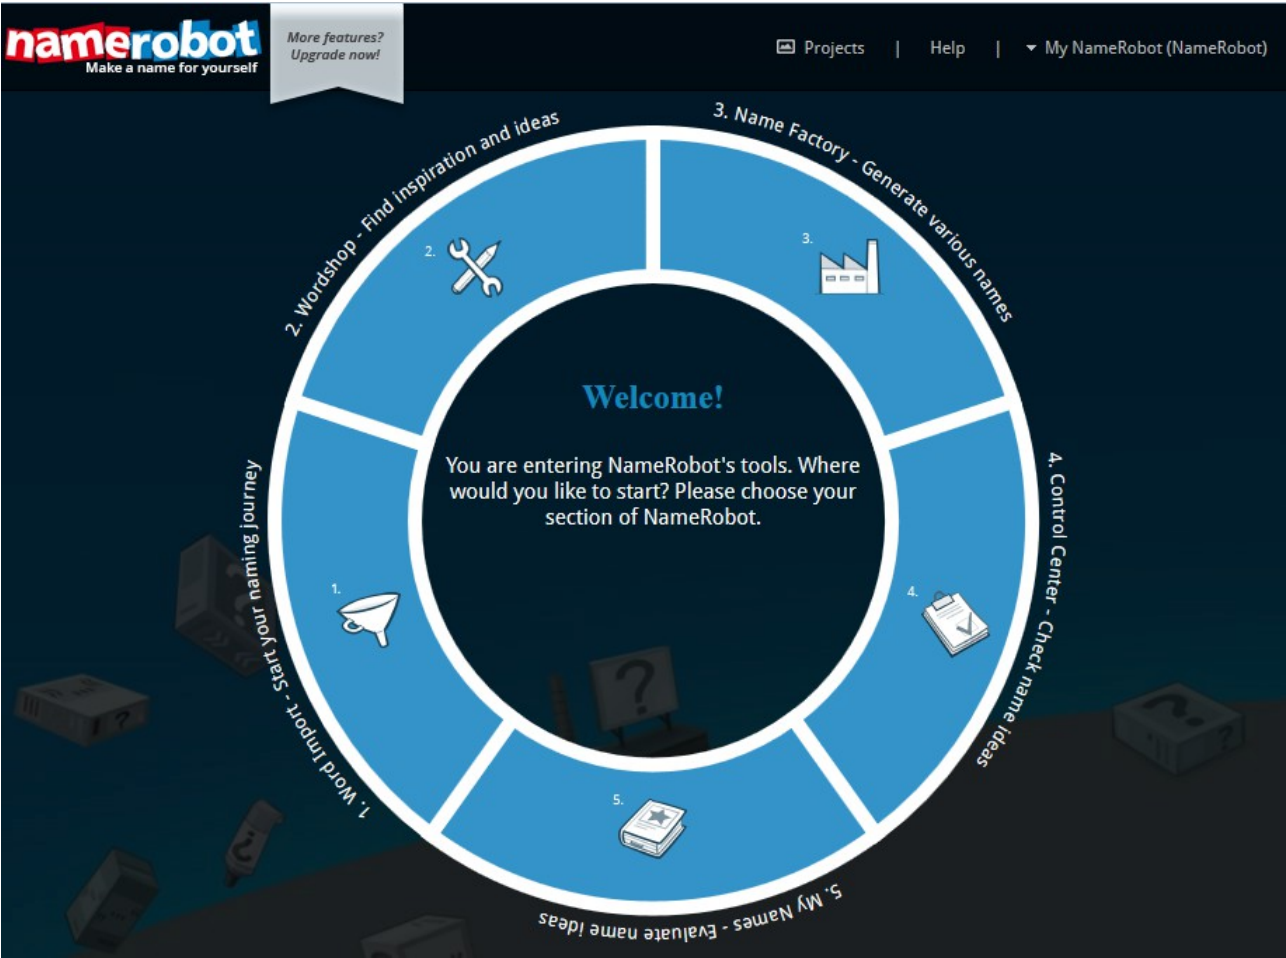 namerobot
Make a name for yourself
More features?
Upgrade now!
Projects | Help | My NameRobot (NameRobot)
2. Wordshop - Find inspiration and ideas
3. Name Factory - Generate various names
2.
3.
Welcome!
You are entering NameRobot's tools. Where
would you like to start? Please choose your
section of NameRobot.
1. Word Import - Start your naming journey
4. Control Center - Check name ideas
1.
4.
?
?
?
?
5.
5. My Names - Evaluate name ideas